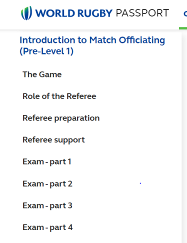 WORLD RUGBY PASSPORT
Introduction to Match Officiating
(Pre-Level 1)
The Game
Role of the Referee
Referee preparation
Referee support
Exam - part 1
Exam - part 2
Exam - part 3
Exam - part 4